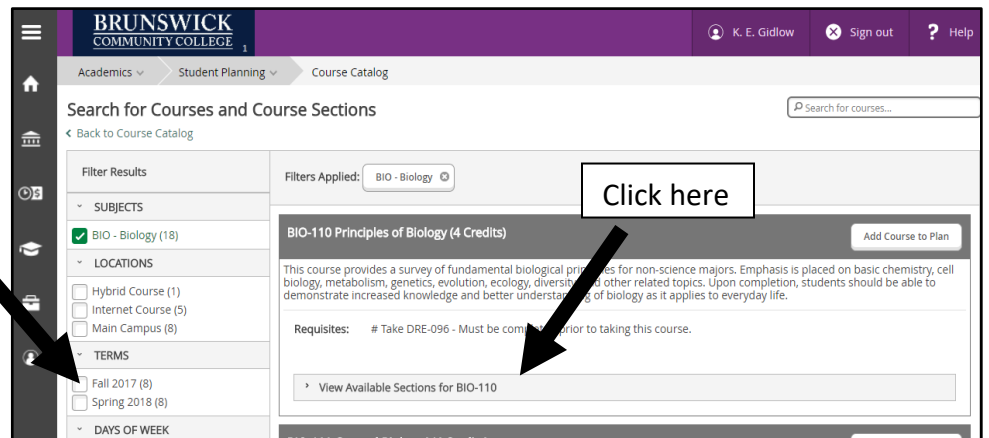 BRUNSWICK
COMMUNITY COLLEGE 1
K. E. Gidlow
Sign out
? Help
Academics
Student Planning
Course Catalog
Search for Courses and Course Sections
Search for courses...
< Back to Course Catalog
Filter Results
Filters Applied: BIO - Biology
Click here
SUBJECTS
BIO - Biology (18)
LOCATIONS
Hybrid Course (1)
Internet Course (5)
Main Campus (8)
TERMS
Fall 2017 (8)
Spring 2018 (8)
DAYS OF WEEK
BIO-110 Principles of Biology (4 Credits)
Add Course to Plan
This course provides a survey of fundamental biological for non-science majors. Emphasis is placed on basic chemistry, cell
biology, metabolism, genetics, evolution, ecology, diversity, other related topics. Upon completion, students should be able to
demonstrate increased knowledge and better of biology as it applies to everyday life.
Requisites: # Take DRE-096 - Must be prior to taking this course.
View Available Sections for BIO-110